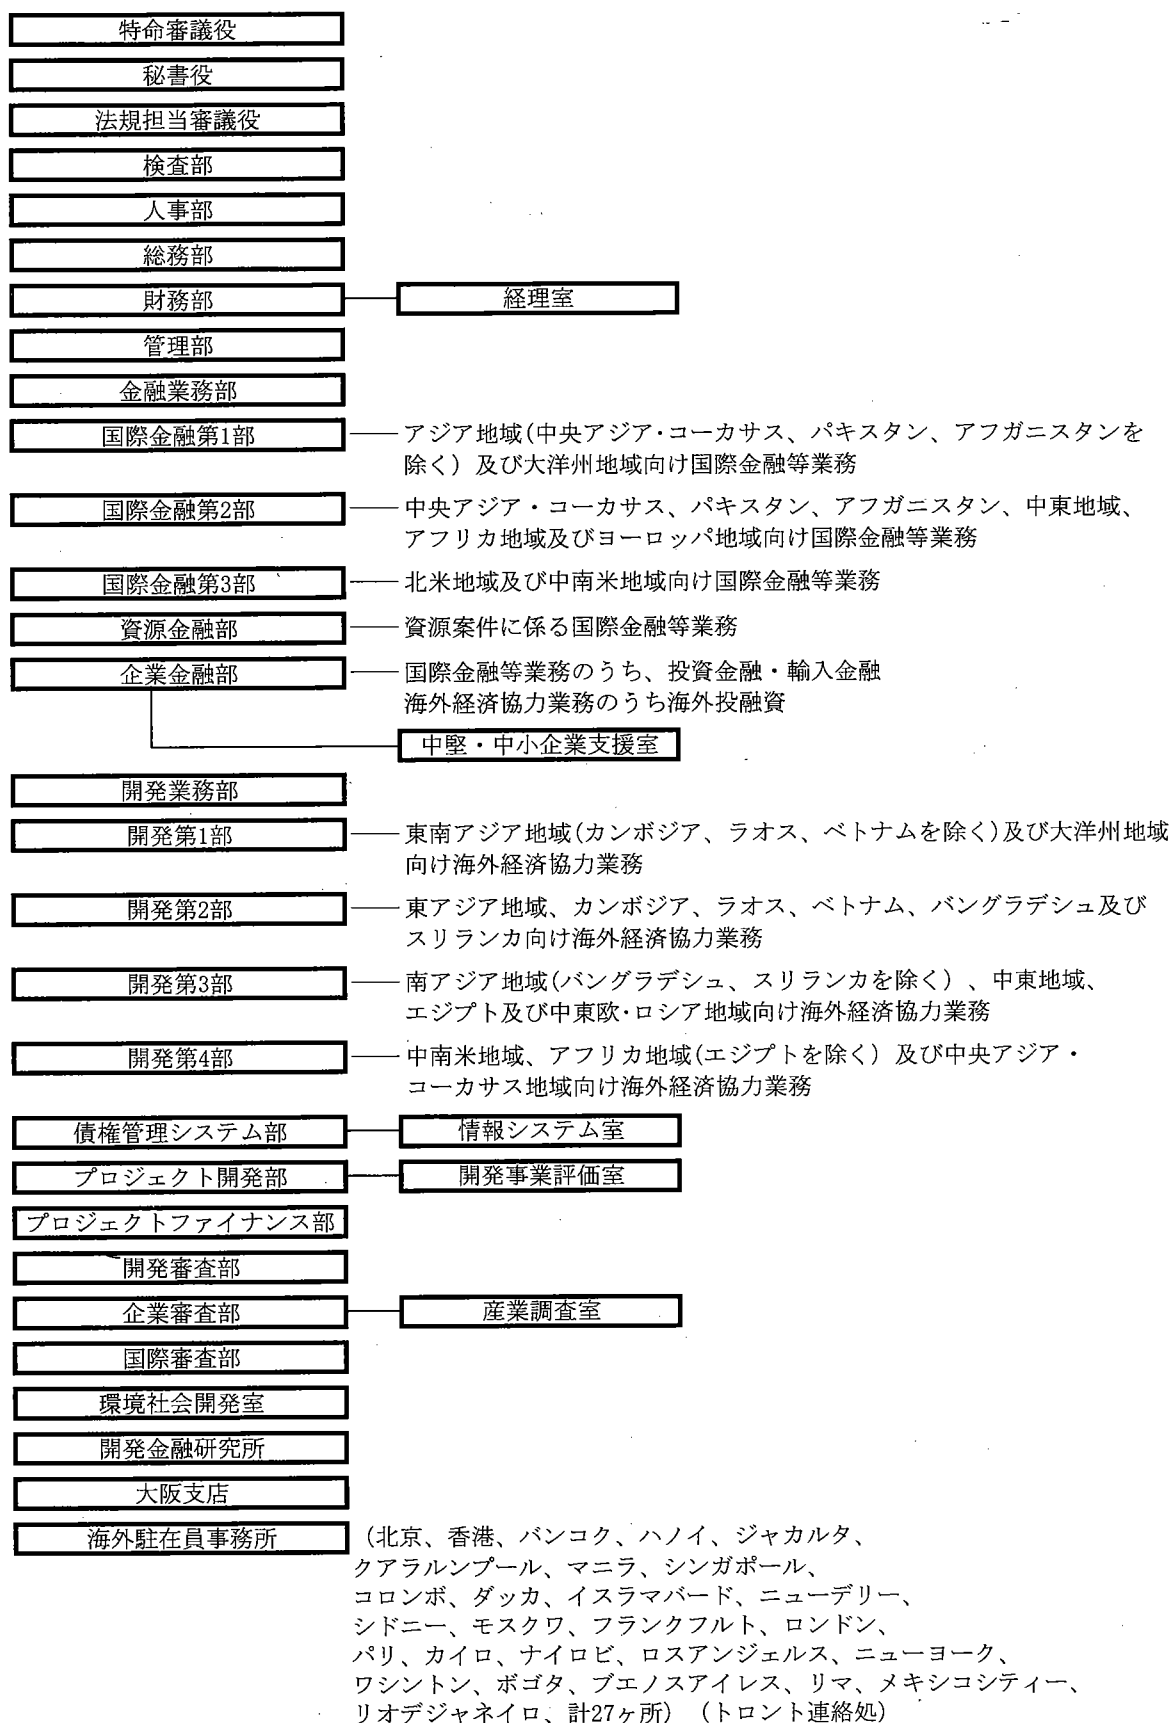 特命審議役
秘書役
法規担当審議役
検査部
人事部
総務部
財務部 経理室
管理部
金融業務部
国際金融第1部 アジア地域(中央アジア・コーカサス、パキスタン、アフガニスタンを
除く)及び大洋州地域向け国際金融等業務
国際金融第2部 中央アジア・コーカサス、パキスタン、アフガニスタン、中東地域、
アフリカ地域及びヨーロッパ地域向け国際金融等業務
国際金融第3部 北米地域及び中南米地域向け国際金融等業務
資源金融部 資源案件に係る国際金融等業務
企業金融部 国際金融等業務のうち、投資金融・輸入金融
海外経済協力業務のうち海外投融資
中堅・中小企業支援室
開発業務部
開発第1部 東南アジア地域(カンボジア、ラオス、ベトナムを除く)及び大洋州地域
向け海外経済協力業務
開発第2部 東アジア地域、カンボジア、ラオス、ベトナム、バングラデシュ及び
スリランカ向け海外経済協力業務
開発第3部 南アジア地域(バングラデシュ、スリランカを除く)、中東地域、
エジプト及び中東欧・ロシア地域向け海外経済協力業務
開発第4部 中南米地域、アフリカ地域(エジプトを除く)及び中央アジア・
コーカサス地域向け海外経済協力業務
債権管理システム部 情報システム室
プロジェクト開発部 開発事業評価室
プロジェクトファイナンス部
開発審査部
企業審査部 産業調査室
国際審査部
環境社会開発室
開発金融研究所
大阪支店
海外駐在員事務所 (北京、香港、バンコク、ハノイ、ジャカルタ、
クアラルンプール、マニラ、シンガポール、
コロンボ、ダッカ、イスラマバード、ニューデリー、
シドニー、モスクワ、フランクフルト、ロンドン、
パリ、カイロ、ナイロビ、ロスアンジェルス、ニューヨーク、
ワシントン、ボゴタ、ブエノスアイレス、リマ、メキシコシティー、
リオデジャネイロ、計27ヶ所)(トロント連絡処)